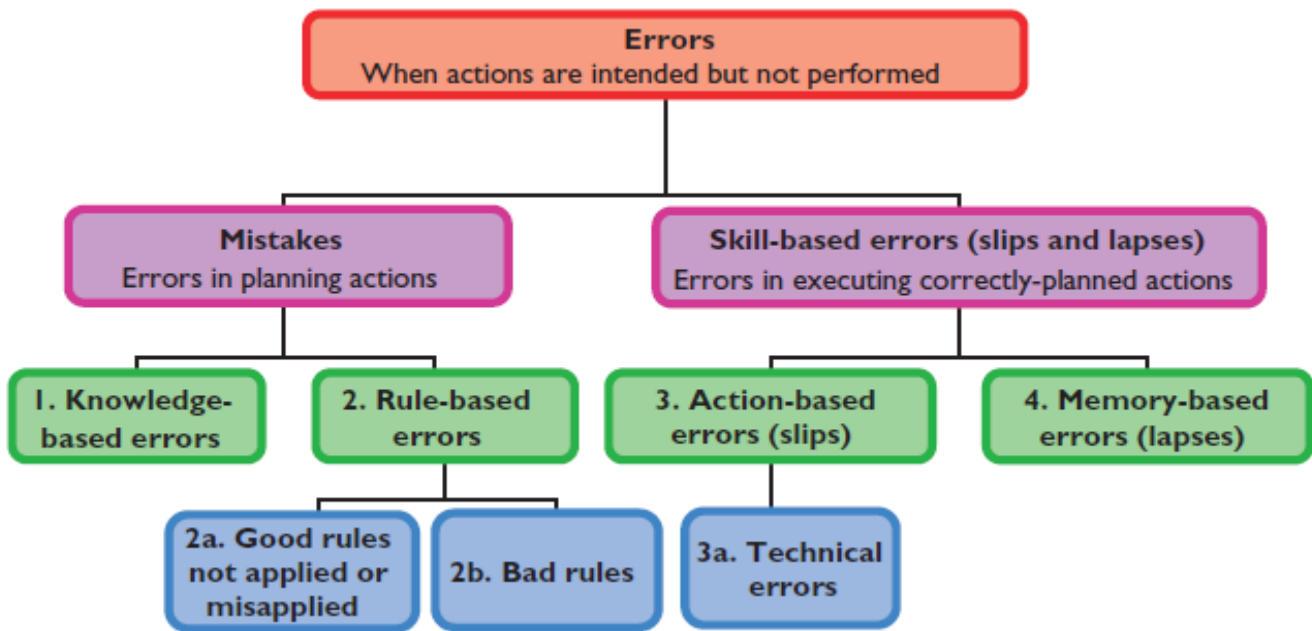 Errors
When actions are intended but not performed
Mistakes
Errors in planning actions
Skill-based errors (slips and lapses)
Errors in executing correctly-planned actions
1. Knowledge-
based errors
2. Rule-based
errors
3. Action-based
errors (slips)
4. Memory-based
errors (lapses)
2a. Good rules
not applied or
misapplied
2b. Bad rules
3a. Technical
errors